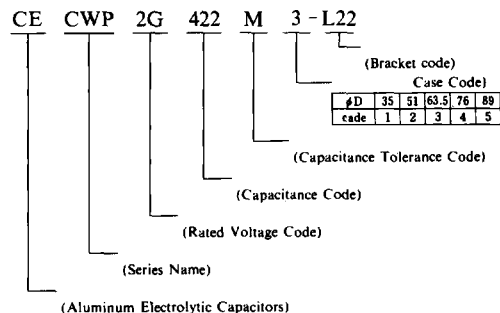 CE CWP 2G 422 M 3 - L22
(Bracket code)
Case Code)
φD 35 51 63.5 76 89
cade 1 2 3 4 5
(Capacitance Tolerance Code)
(Capacitance Code)
(Rated Voltage Code)
(Series Name)
(Aluminum Electrolytic Capacitors)